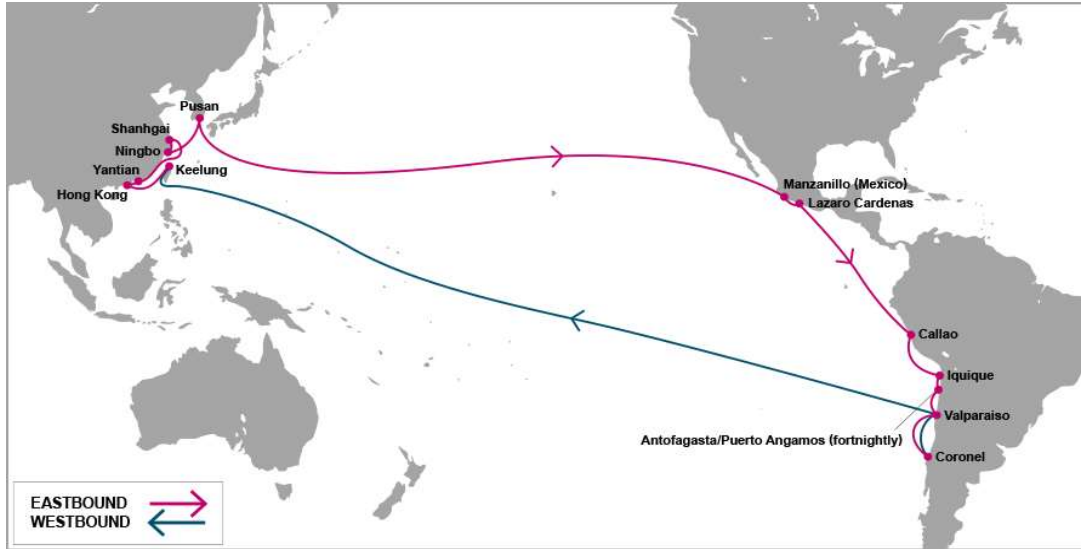 Pusan
Shanhgai
Ningbo
Yantian
Keelung
Hong Kong
Manzanillo (Mexico)
Lazaro Cardenas
Callao
Iquique
Valparaiso
Antofagasta/Puerto Angamos (fortnightly)
Coronel
EASTBOUND
WESTBOUND